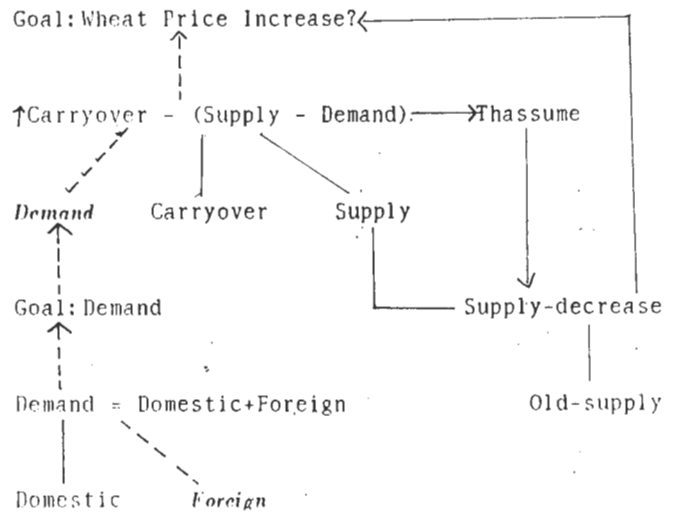 Goal: Wheat Price Increase?
↑Carryover - (Supply - Demand). Thassume
Demand Carryover Supply
Goal: Demand Supply-decrease
Demand = Domestic+Foreign Old-supply
Domestic Foreign